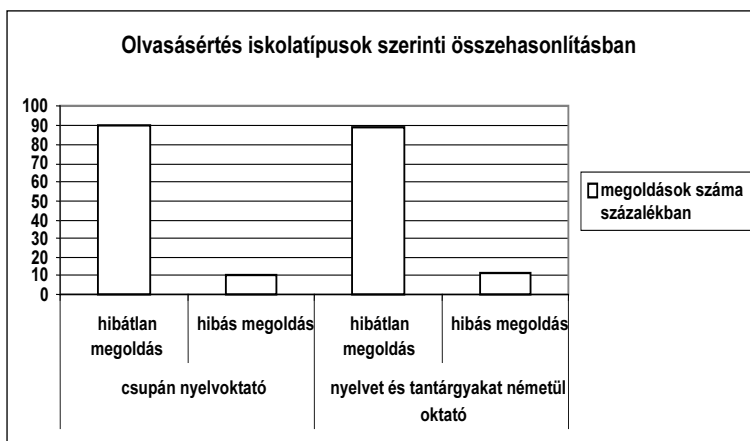 Olvasásértés iskolatípusok szerinti összehasonlításban
100
90
80
70
60
50
40
30
20
10
0
hibátlan
megoldás
hibás megoldás
hibátlan
megoldás
hibás megoldás
csupán nyelvoktató
nyelvet és tantárgyakat németül
oktató
megoldások száma
százalékban